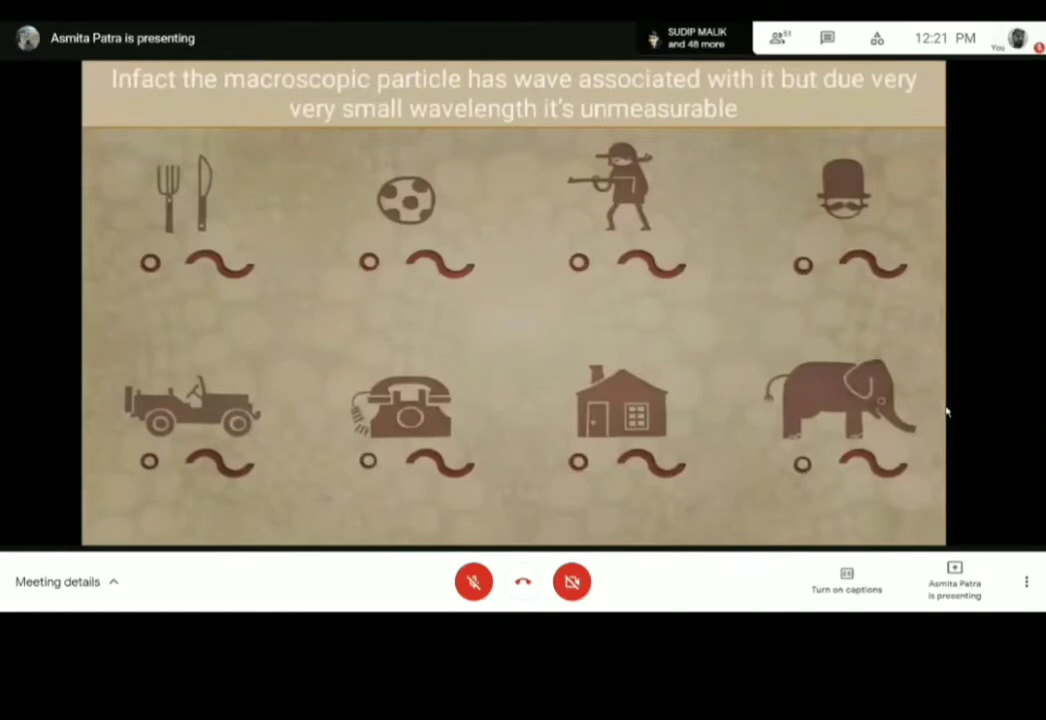 Asmita Patra is presenting
SUDIP MALIK
and 48 more
51
12:21 PM
You
Infact the macroscopic particle has wave associated with it but due very
very small wavelength it's unmeasurable
Meeting details
Turn on captions
Asmita Patra
is presenting